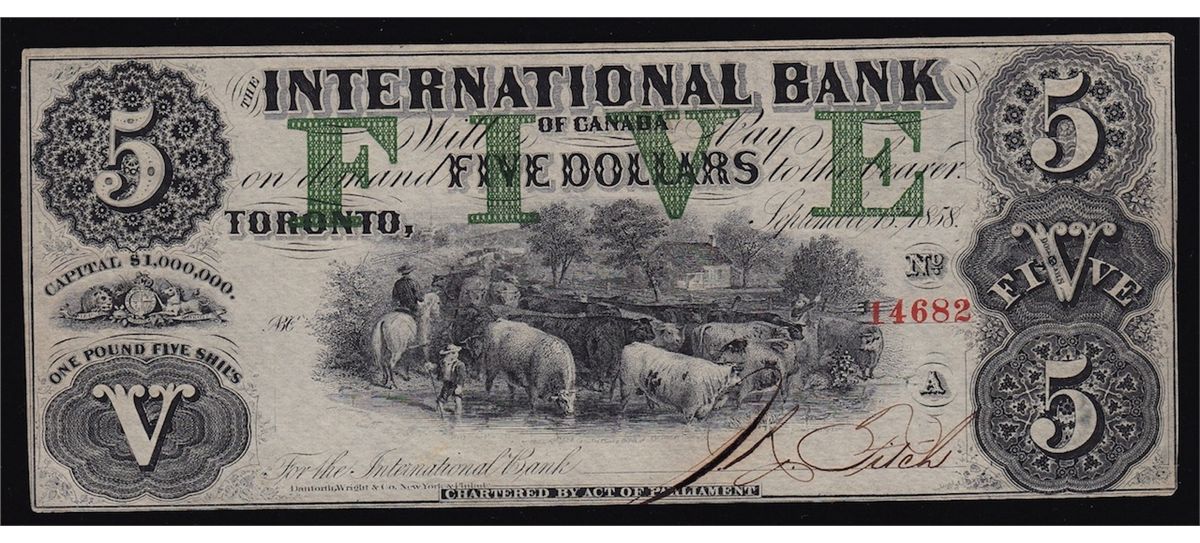 5
THE INTERNATIONAL BANK
5
OF CANADA
FIVE
Will Pay
on demand FIVE DOLLARS to the bearer.
TORONTO, September 15, 1858.
CAPITAL $1,000,000.
No
14682
FIVE
ONE POUND FIVE SHIL'S
V
A
5
J. Fitch
For the International Bank
Danforth, Wright & Co. New York & Philad.
CHARTERED BY ACT OF PARLIAMENT